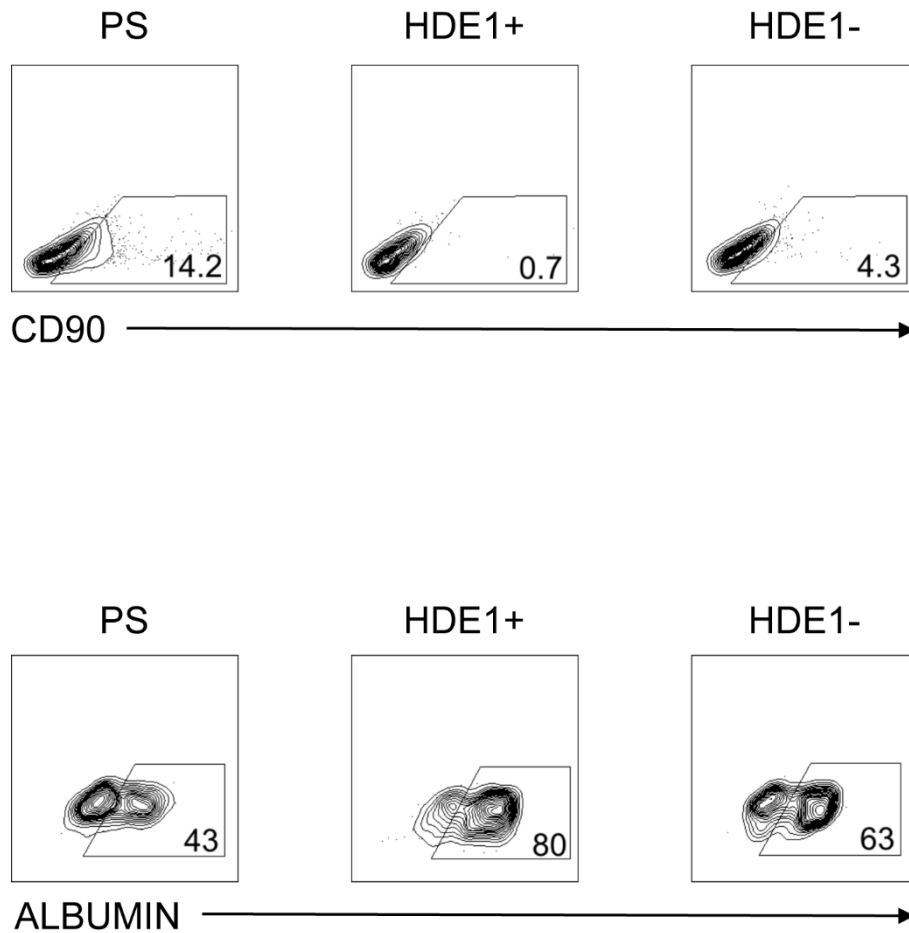 PS HDE1+ HDE1-
14.2 0.7 4.3
CD90
PS HDE1+ HDE1-
43 80 63
ALBUMIN